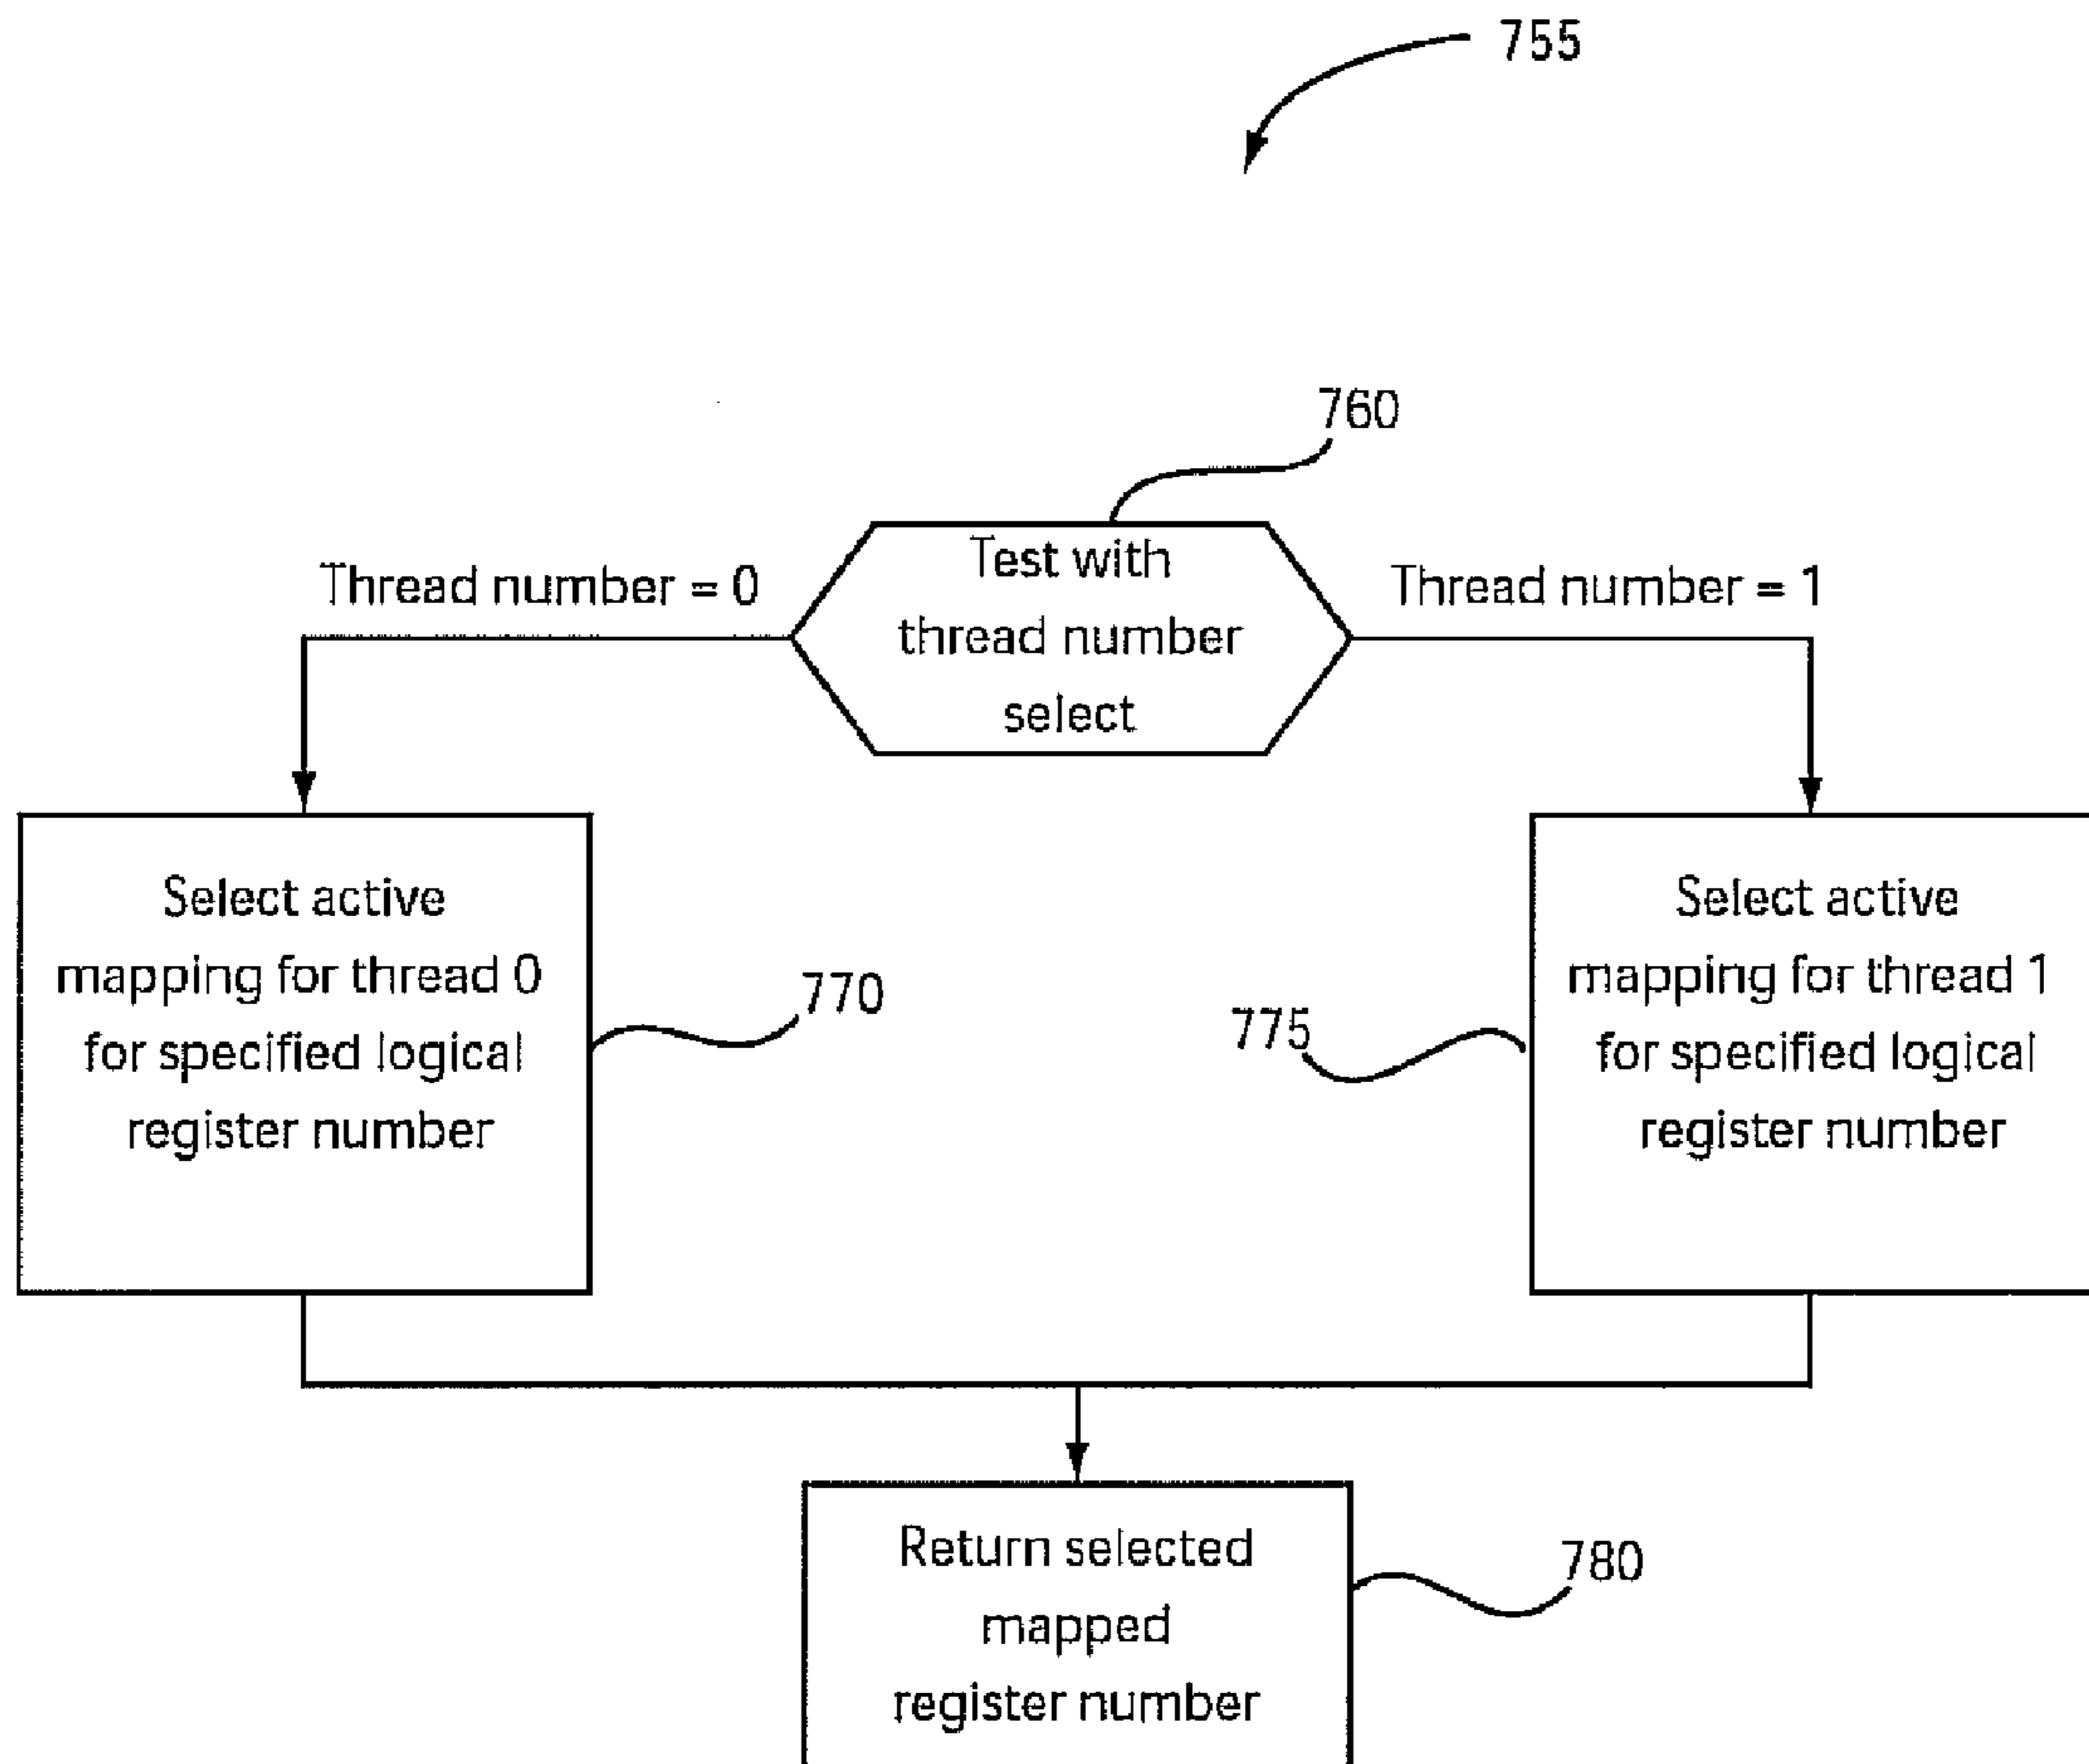 755
760
Test with
thread number
select
Thread number = 0
Thread number = 1
Select active
mapping for thread 0
for specified logical
register number
770
775
Select active
mapping for thread 1
for specified logical
register number
Return selected
mapped
register number
780